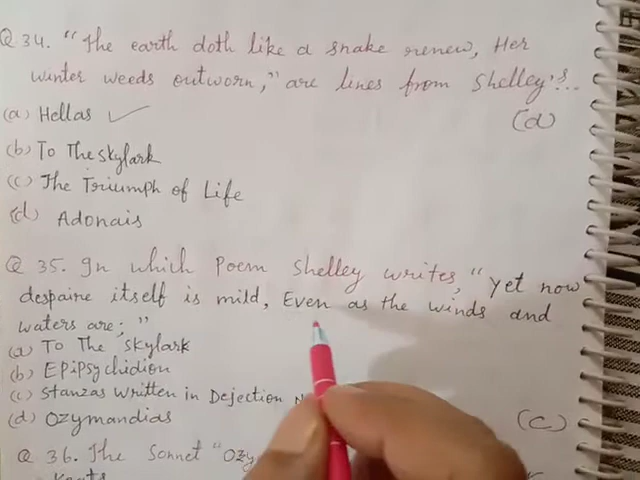 Q 34. "The earth doth like a snake renew, Her
winter weeds outworn," are lines from Shelley's...
(a) Hellas ✓
(a)
(b) To The skylark
(c) The Triumph of Life
(d) Adonais
Q 35. In which Poem Shelley writes, "Yet now
despaire itself is mild, Even as the winds and
waters are;"
(a) To The skylark
(b) Epipsychidion
(c) Stanzas Written in Dejection
(d) Ozymandias
(c)
Q 36. The Sonnet "Ozy